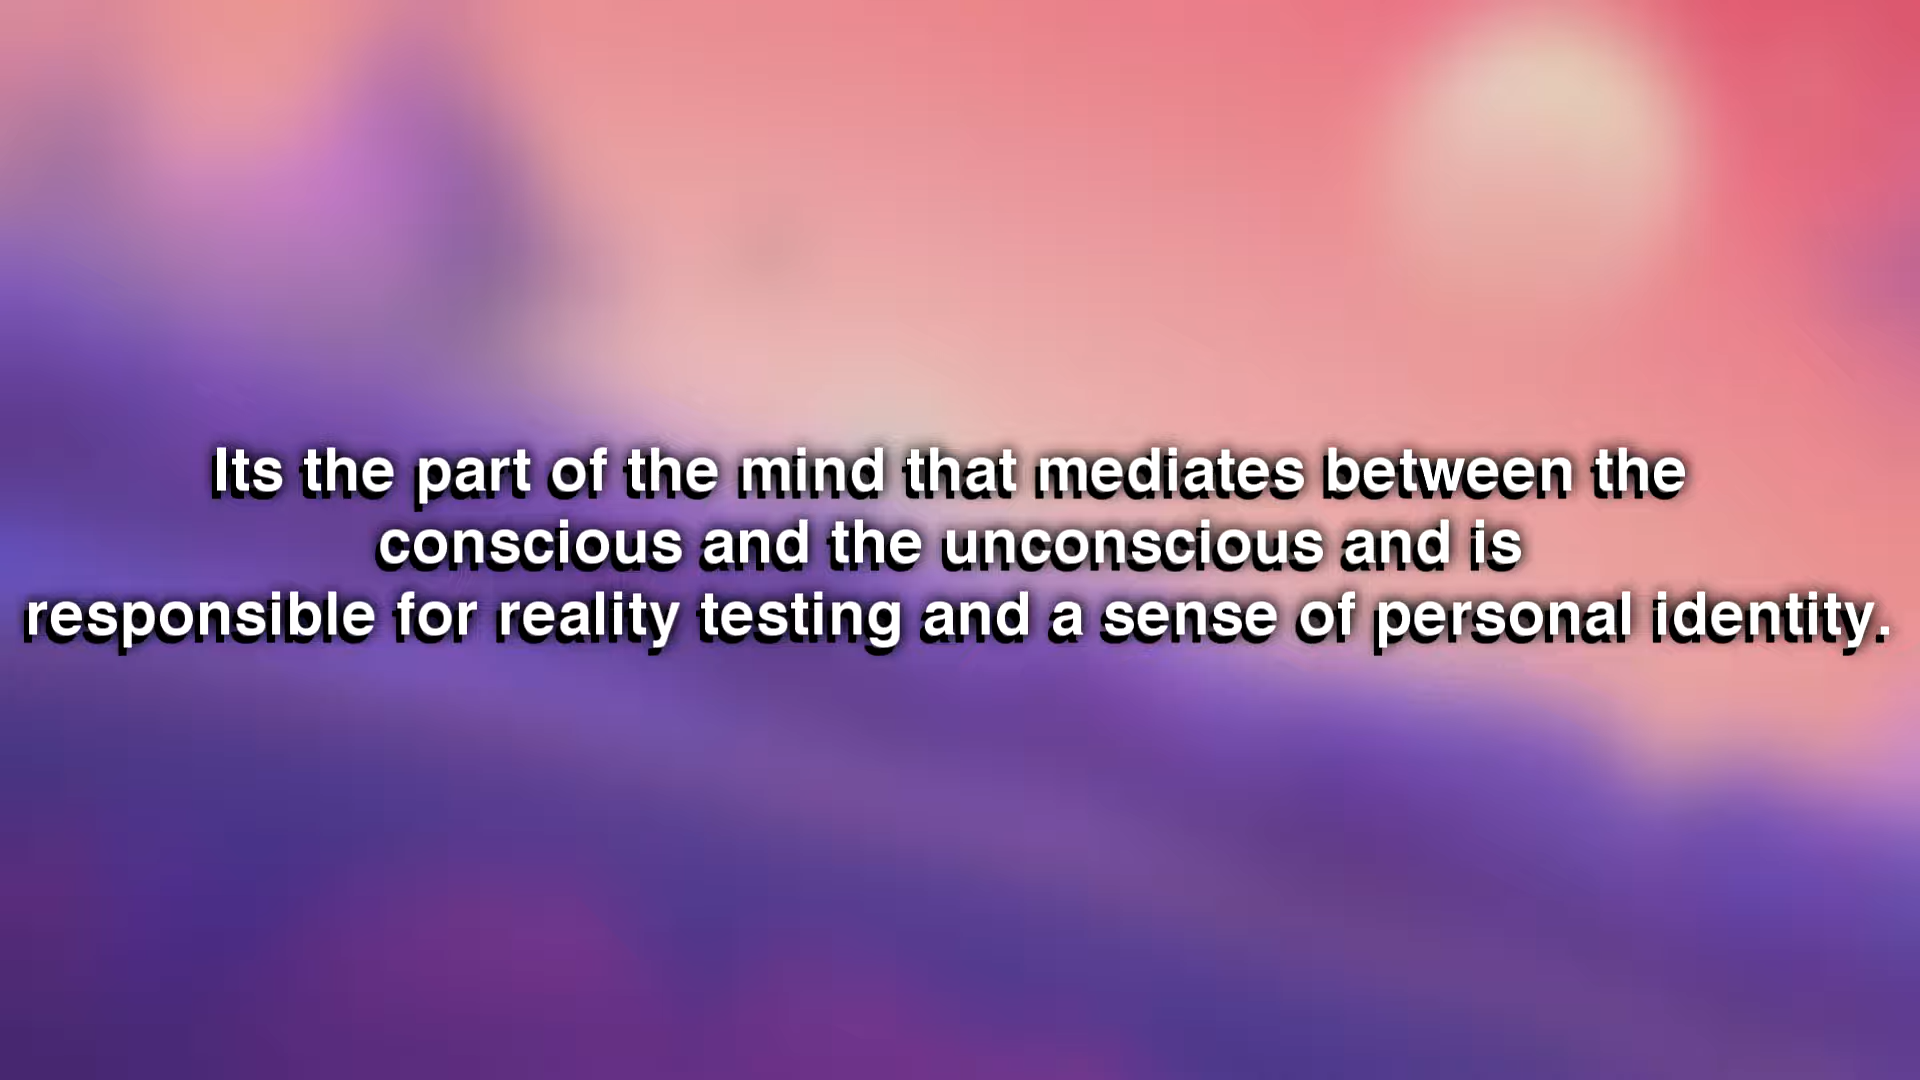 Its the part of the mind that mediates between the
conscious and the unconscious and is
responsible for reality testing and a sense of personal identity.